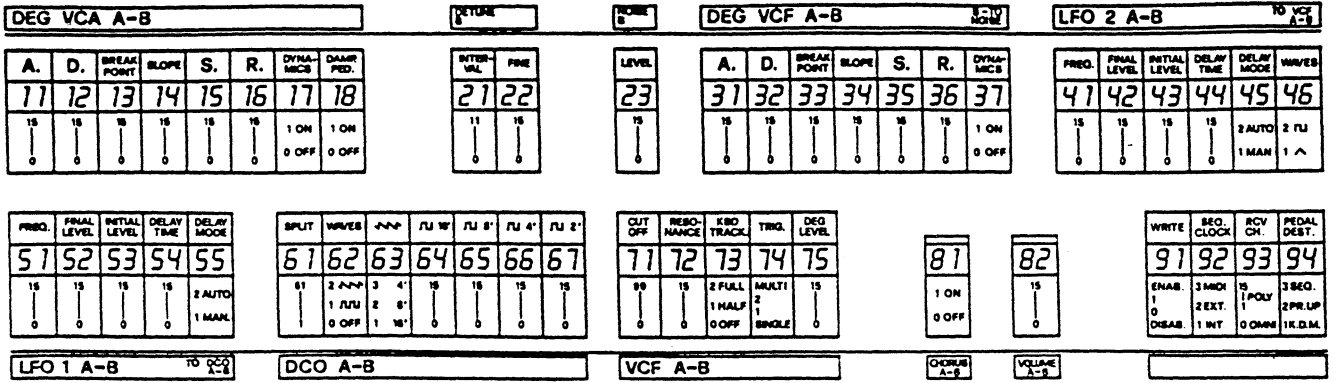 DEG VCA A-B
DETUNE B
NOISE B
DEG VCF A-B B-TO NOISE
LFO 2 A-B TO VCF A-B
A. D. BREAK POINT SLOPE S. R. DYNA-MICS DAMP. PED.
11 12 13 14 15 16 17 18
15 15 15 15 15 15 1 ON 1 ON
0 0 0 0 0 0 0 OFF 0 OFF
INTER-VAL FINE
21 22
11 15
0 0
LEVEL
23
15
0
A. D. BREAK POINT SLOPE S. R. DYNA-MICS
31 32 33 34 35 36 37
15 15 15 15 15 15 1 ON
0 0 0 0 0 0 0 OFF
FREQ. FINAL LEVEL INITIAL LEVEL DELAY TIME DELAY MODE WAVES
41 42 43 44 45 46
15 15 15 15 2 AUTO 2
0 0 0 0 1 MAN 1
FREQ. FINAL LEVEL INITIAL LEVEL DELAY TIME DELAY MODE
51 52 53 54 55
15 15 15 15 2 AUTO
0 0 0 0 1 MAN.
LFO 1 A-B TO DCO A-B
SPLIT WAVES 16' 8' 4' 2'
61 62 63 64 65 66 67
61 2 3 4' 15 15 15 15
1 2 8'
1 0 OFF 1 16' 0 0 0 0
DCO A-B
CUT OFF RESO-NANCE KBD TRACK. TRIG. DEG LEVEL
71 72 73 74 75
99 15 2 FULL MULTI 15
1 HALF 2
1
0 0 0 OFF SINGLE 0
VCF A-B
81
1 ON
0 OFF
CHORUS A-B
82
15
0
VOLUME A-B
WRITE SEQ. CLOCK RCV CH. PEDAL DEST.
91 92 93 94
ENAB. 3 MIDI 15 3 SEQ.
1 2 EXT. POLY 2 PR.UP
0 1
DISAB. 1 INT 0 OMNI 1 K.D.M.